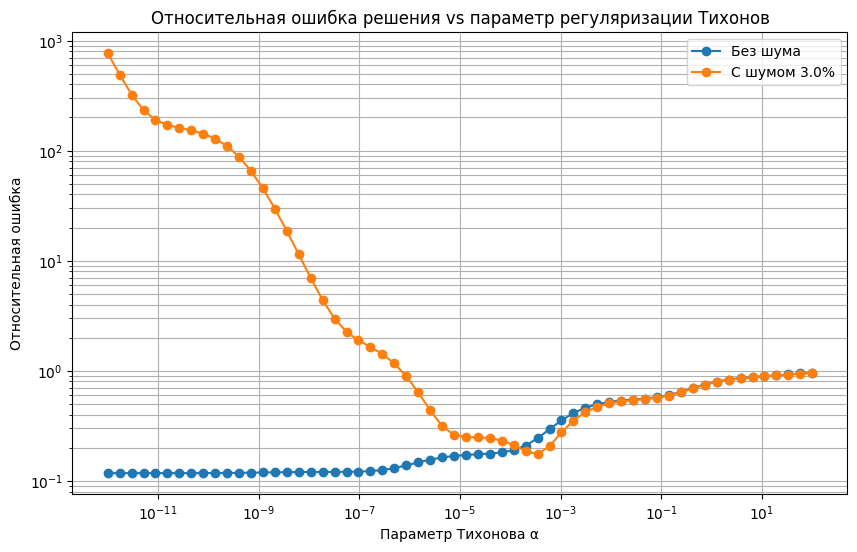 Относительная ошибка решения vs параметр регуляризации Тихонов
Без шума
С шумом 3.0%
Относительная ошибка
10³
10²
10¹
10⁰
10⁻¹
10⁻¹¹
10⁻⁹
10⁻⁷
10⁻⁵
10⁻³
10⁻¹
10¹
Параметр Тихонова α